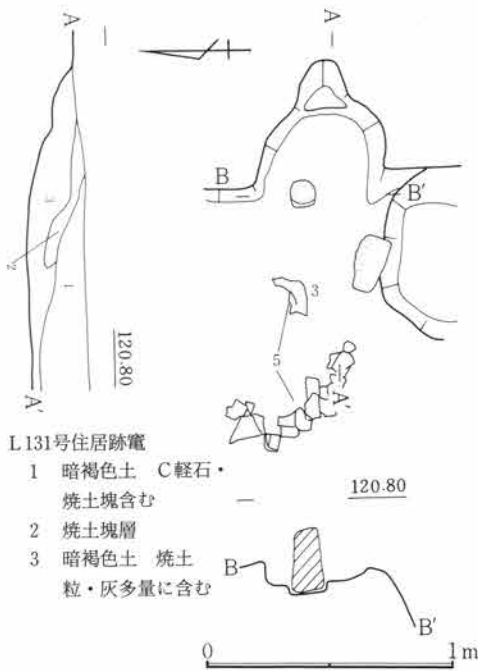 A
A
B
B'
3
3
2
1
5
120.80
A'
A'
L131号住居跡竈
1 暗褐色土 C軽石・
焼土塊含む
2 焼土塊層
3 暗褐色土 焼土
粒・灰多量に含む
120.80
B
B'
0 1m